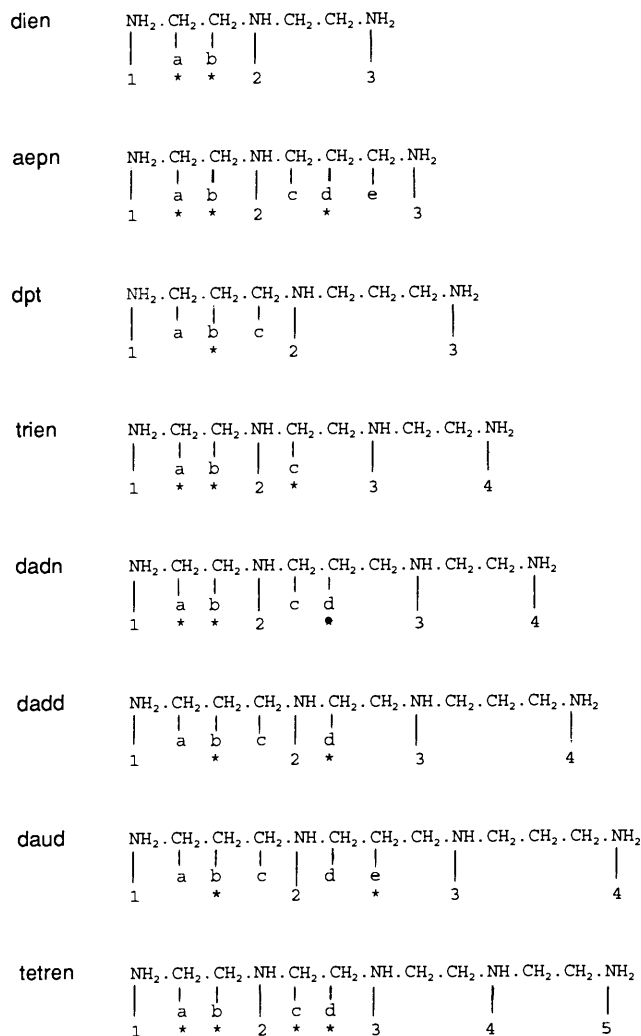 dien NH₂.CH₂.CH₂.NH.CH₂.CH₂.NH₂
a b
1 * * 2 3
aepn NH₂.CH₂.CH₂.NH.CH₂.CH₂.CH₂.NH₂
a b c d e
1 * * 2 * 3
dpt NH₂.CH₂.CH₂.CH₂.NH.CH₂.CH₂.CH₂.NH₂
a b c
1 * 2 3
trien NH₂.CH₂.CH₂.NH.CH₂.CH₂.NH.CH₂.CH₂.NH₂
a b c
1 * * 2 * 3 4
dadn NH₂.CH₂.CH₂.NH.CH₂.CH₂.CH₂.NH.CH₂.CH₂.NH₂
a b c d
1 * * 2 • 3 4
dadd NH₂.CH₂.CH₂.CH₂.NH.CH₂.CH₂.NH.CH₂.CH₂.CH₂.NH₂
a b c d
1 * 2 * 3 4
daud NH₂.CH₂.CH₂.CH₂.NH.CH₂.CH₂.CH₂.NH.CH₂.CH₂.CH₂.NH₂
a b c d e
1 * 2 * 3 4
tetren NH₂.CH₂.CH₂.NH.CH₂.CH₂.NH.CH₂.CH₂.NH.CH₂.CH₂.NH₂
a b c d
1 * * 2 * * 3 4 5